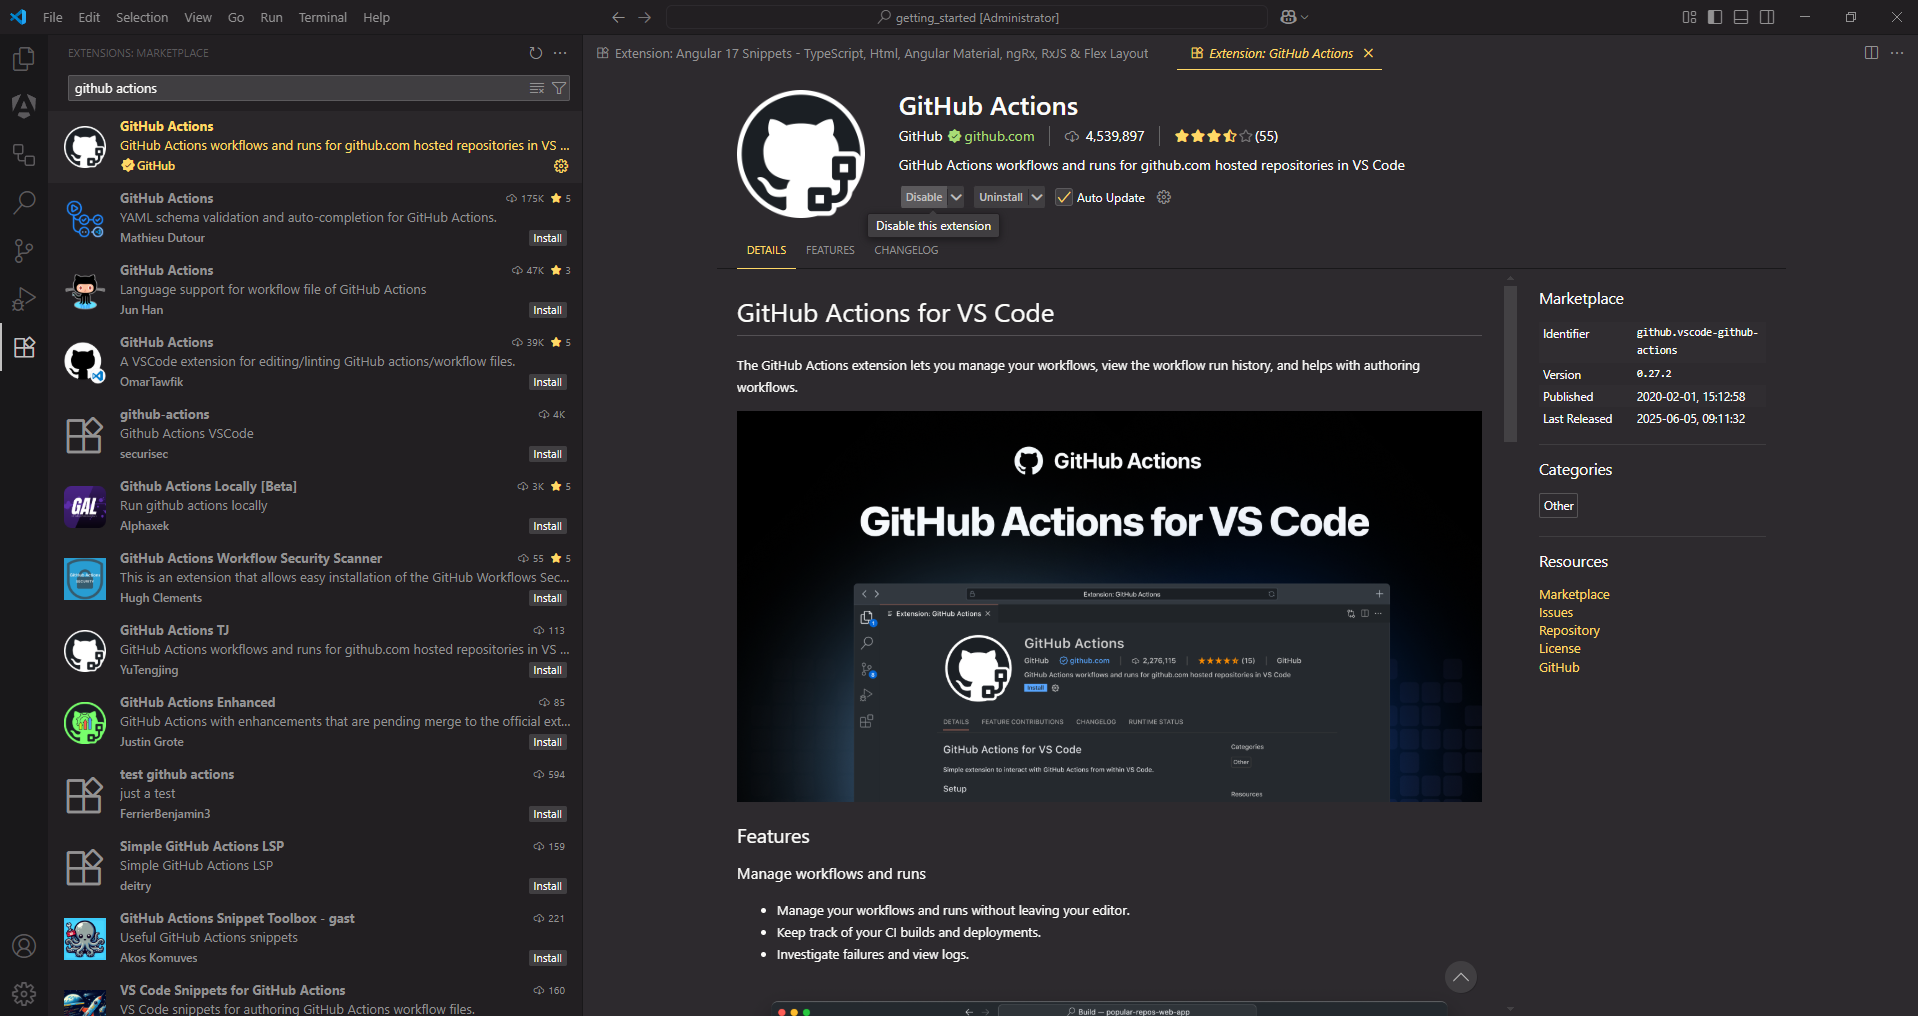 File Edit Selection View Go Run Terminal Help
getting_started [Administrator]
EXTENSIONS: MARKETPLACE
github actions
GitHub Actions
GitHub Actions workflows and runs for github.com hosted repositories in VS ...
GitHub
GitHub Actions 175K 5
YAML schema validation and auto-completion for GitHub Actions.
Mathieu Dutour Install
GitHub Actions 47K 3
Language support for workflow file of GitHub Actions
Jun Han Install
GitHub Actions 39K 5
A VSCode extension for editing/linting GitHub actions/workflow files.
OmarTawfik Install
github-actions 4K
Github Actions VSCode
securisec Install
GAL
Github Actions Locally [Beta] 3K 5
Run github actions locally
Alphaxek Install
GitHub Actions Workflow Security Scanner 55 5
This is an extension that allows easy installation of the GitHub Workflows Sec...
Hugh Clements Install
GitHub Actions TJ 113
GitHub Actions workflows and runs for github.com hosted repositories in VS ...
YuTengjing Install
GitHub Actions Enhanced 85
GitHub Actions with enhancements that are pending merge to the official ext...
Justin Grote Install
test github actions 594
just a test
FerrierBenjamin3 Install
Simple GitHub Actions LSP 159
Simple GitHub Actions LSP
deitry Install
GitHub Actions Snippet Toolbox - gast 221
Useful GitHub Actions snippets
Akos Komuves Install
VS Code Snippets for GitHub Actions 160
VS Code snippets for authoring GitHub Actions workflow files.
Extension: Angular 17 Snippets - TypeScript, Html, Angular Material, ngRx, RxJS & Flex Layout
Extension: GitHub Actions
GitHub Actions
GitHub github.com 4,539,897 (55)
GitHub Actions workflows and runs for github.com hosted repositories in VS Code
Disable Uninstall Auto Update
Disable this extension
DETAILS FEATURES CHANGELOG
GitHub Actions for VS Code
The GitHub Actions extension lets you manage your workflows, view the workflow run history, and helps with authoring
workflows.
GitHub Actions
GitHub Actions for VS Code
Extension: GitHub Actions
Extension: GitHub Actions
GitHub Actions
GitHub github.com 2,276,115 (15) GitHub
GitHub Actions workflows and runs for github.com hosted repositories in VS Code
Install
DETAILS FEATURE CONTRIBUTIONS CHANGELOG RUNTIME STATUS
GitHub Actions for VS Code
Simple extension to interact with GitHub Actions from within VS Code.
Setup
Categories
Other
Resources
Features
Manage workflows and runs
• Manage your workflows and runs without leaving your editor.
• Keep track of your CI builds and deployments.
• Investigate failures and view logs.
Build — popular-repos-web-app
Marketplace
Identifier github.vscode-github-
actions
Version 0.27.2
Published 2020-02-01, 15:12:58
Last Released 2025-06-05, 09:11:32
Categories
Other
Resources
Marketplace
Issues
Repository
License
GitHub